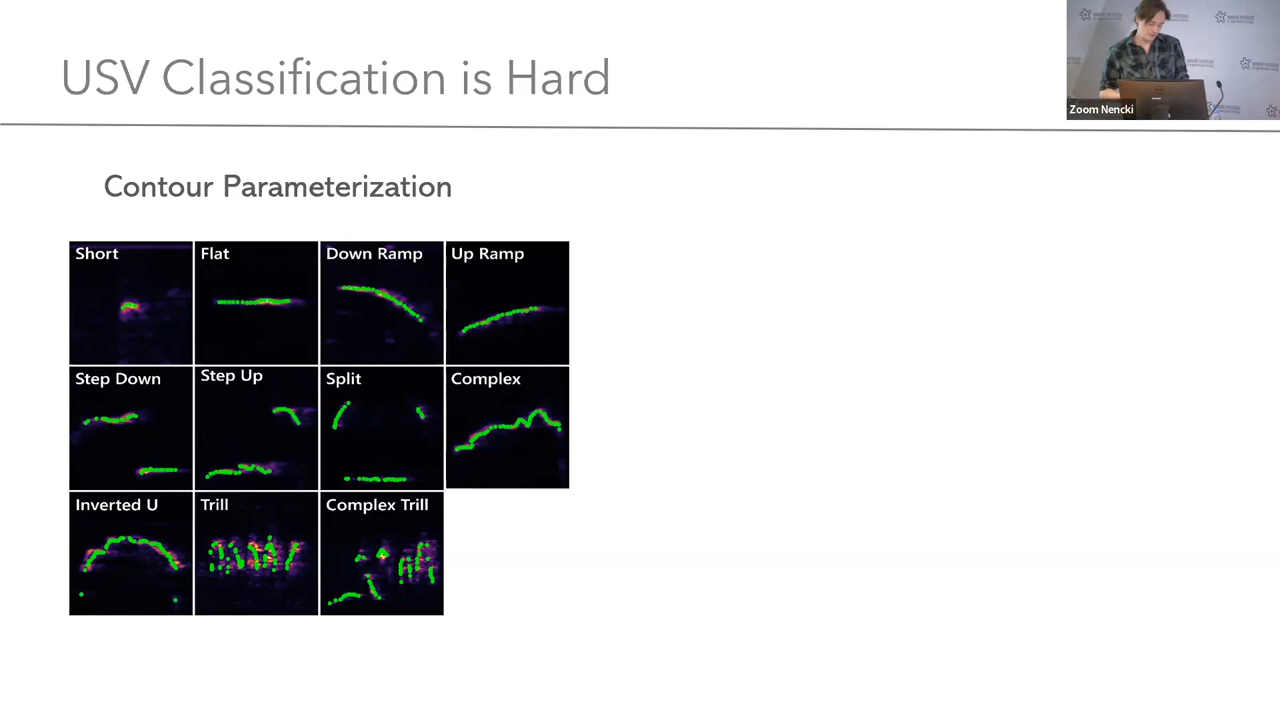 USV Classification is Hard
Zoom Nencki
Contour Parameterization
Short
Flat
Down Ramp
Up Ramp
Step Down
Step Up
Split
Complex
Inverted U
Trill
Complex Trill